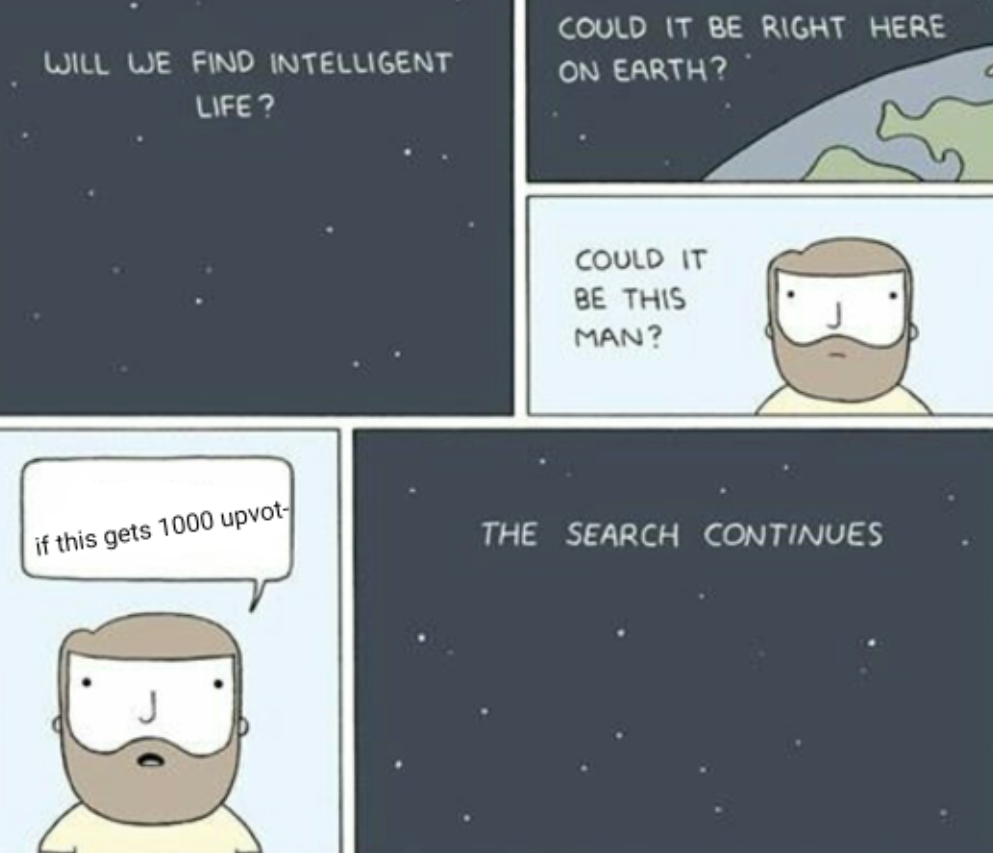 WILL WE FIND INTELLIGENT
LIFE?
COULD IT BE RIGHT HERE
ON EARTH?
COULD IT
BE THIS
MAN?
if this gets 1000 upvot-
THE SEARCH CONTINUES